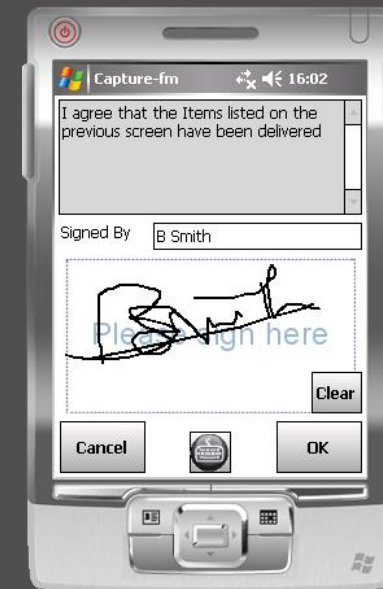 Capture-fm 16:02
I agree that the Items listed on the
previous screen have been delivered
Signed By B Smith
Please sign here
B Smith
Clear
Cancel OK